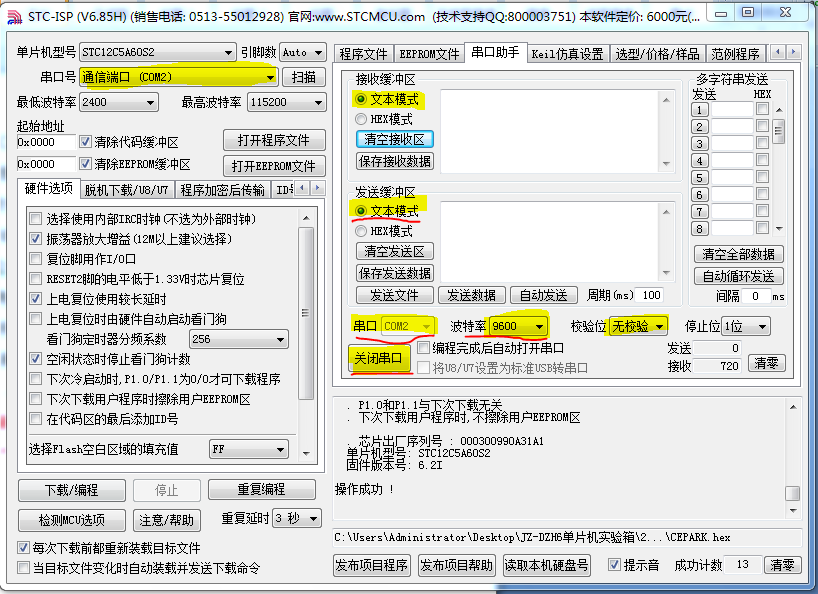 STC-ISP (V6.85H) (销售电话: 0513-55012928) 官网:www.STCMCU.com (技术支持QQ:800003751) 本软件定价: 6000元(...
单片机型号 STC12C5A60S2 引脚数 Auto
串口号 通信端口 (COM2) 扫描
最低波特率 2400 最高波特率 115200
起始地址
0x0000 清除代码缓冲区 打开程序文件
0x0000 清除EEPROM缓冲区 打开EEPROM文件
硬件选项 脱机下载/U8/U7 程序加密后传输 ID号
选择使用内部IRC时钟(不选为外部时钟)
振荡器放大增益(12M以上建议选择)
复位脚用作I/O口
RESET2脚的电平低于1.33V时芯片复位
上电复位使用较长延时
上电复位时由硬件自动启动看门狗
看门狗定时器分频系数 256
空闲状态时停止看门狗计数
下次冷启动时,P1.0/P1.1为0/0才可下载程序
下次下载用户程序时擦除用户EEPROM区
在代码区的最后添加ID号
选择Flash空白区域的填充值 FF
下载/编程 停止 重复编程
检测MCU选项 注意/帮助 重复延时 3 秒
每次下载前都重新装载目标文件
当目标文件变化时自动装载并发送下载命令
程序文件 EEPROM文件 串口助手 Keil仿真设置 选型/价格/样品 范例程序
接收缓冲区
文本模式
HEX模式
清空接收区
保存接收数据
发送缓冲区
文本模式
HEX模式
清空发送区
保存发送数据
发送文件 发送数据 自动发送 周期(ms) 100
多字符串发送
发送 HEX
1
2
3
4
5
6
7
8
清空全部数据
自动循环发送
间隔 0 ms
串口 COM2 波特率 9600 校验位 无校验 停止位 1位
关闭串口 编程完成后自动打开串口 发送 0
将U8/U7设置为标准USB转串口 接收 720 清零
. P1.0和P1.1与下次下载无关
. 下次下载用户程序时,不擦除用户EEPROM区
. 芯片出厂序列号 : 000300990A31A1
单片机型号: STC12C5A60S2
固件版本号: 6.2I
操作成功 !
C:\Users\Administrator\Desktop\JZ-DZH6单片机实验箱\2...\CEPARK.hex
发布项目程序 发布项目帮助 读取本机硬盘号 提示音 成功计数 13 清零